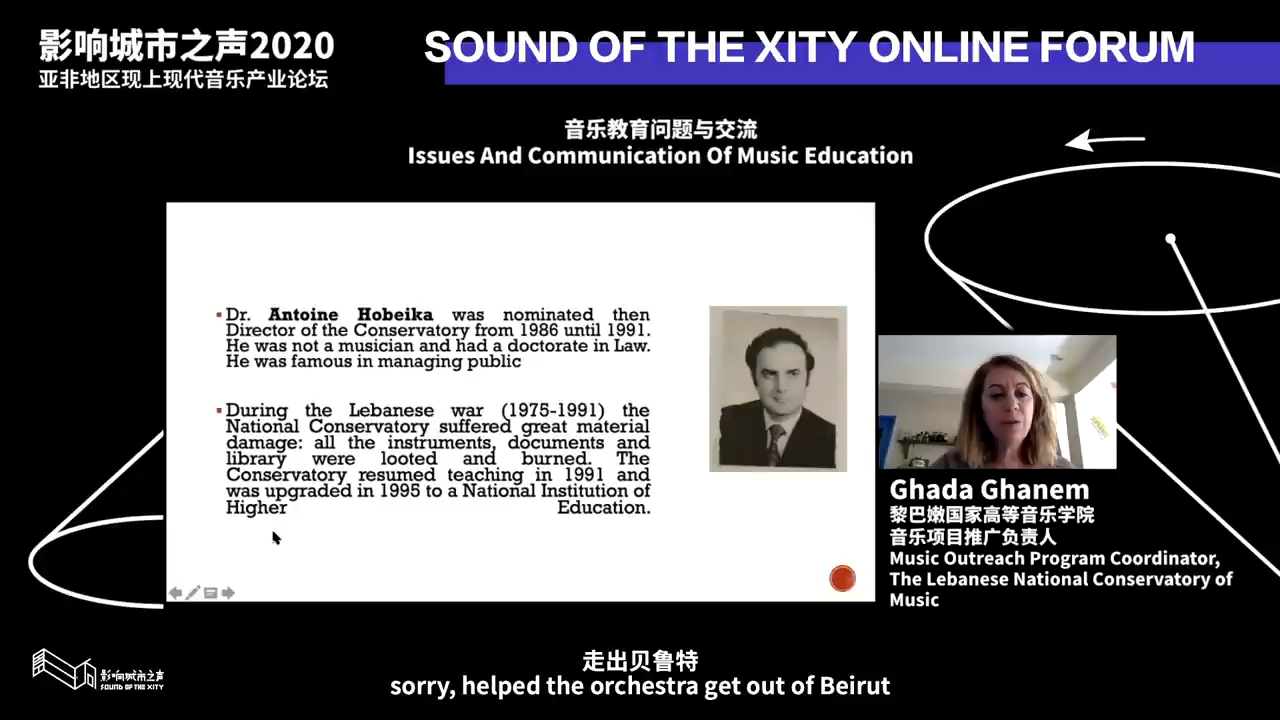 影响城市之声2020
亚非地区现上现代音乐产业论坛
SOUND OF THE XITY ONLINE FORUM
音乐教育问题与交流
Issues And Communication Of Music Education
Dr. Antoine Hobeika was nominated then
Director of the Conservatory from 1986 until 1991.
He was not a musician and had a doctorate in Law.
He was famous in managing public
During the Lebanese war (1975-1991) the
National Conservatory suffered great material
damage: all the instruments, documents and
library were looted and burned. The
Conservatory resumed teaching in 1991 and
was upgraded in 1995 to a National Institution of
Higher Education.
Ghada Ghanem
黎巴嫩国家高等音乐学院
音乐项目推广负责人
Music Outreach Program Coordinator,
The Lebanese National Conservatory of
Music
影响城市之声
SOUND OF THE XITY
走出贝鲁特
sorry, helped the orchestra get out of Beirut